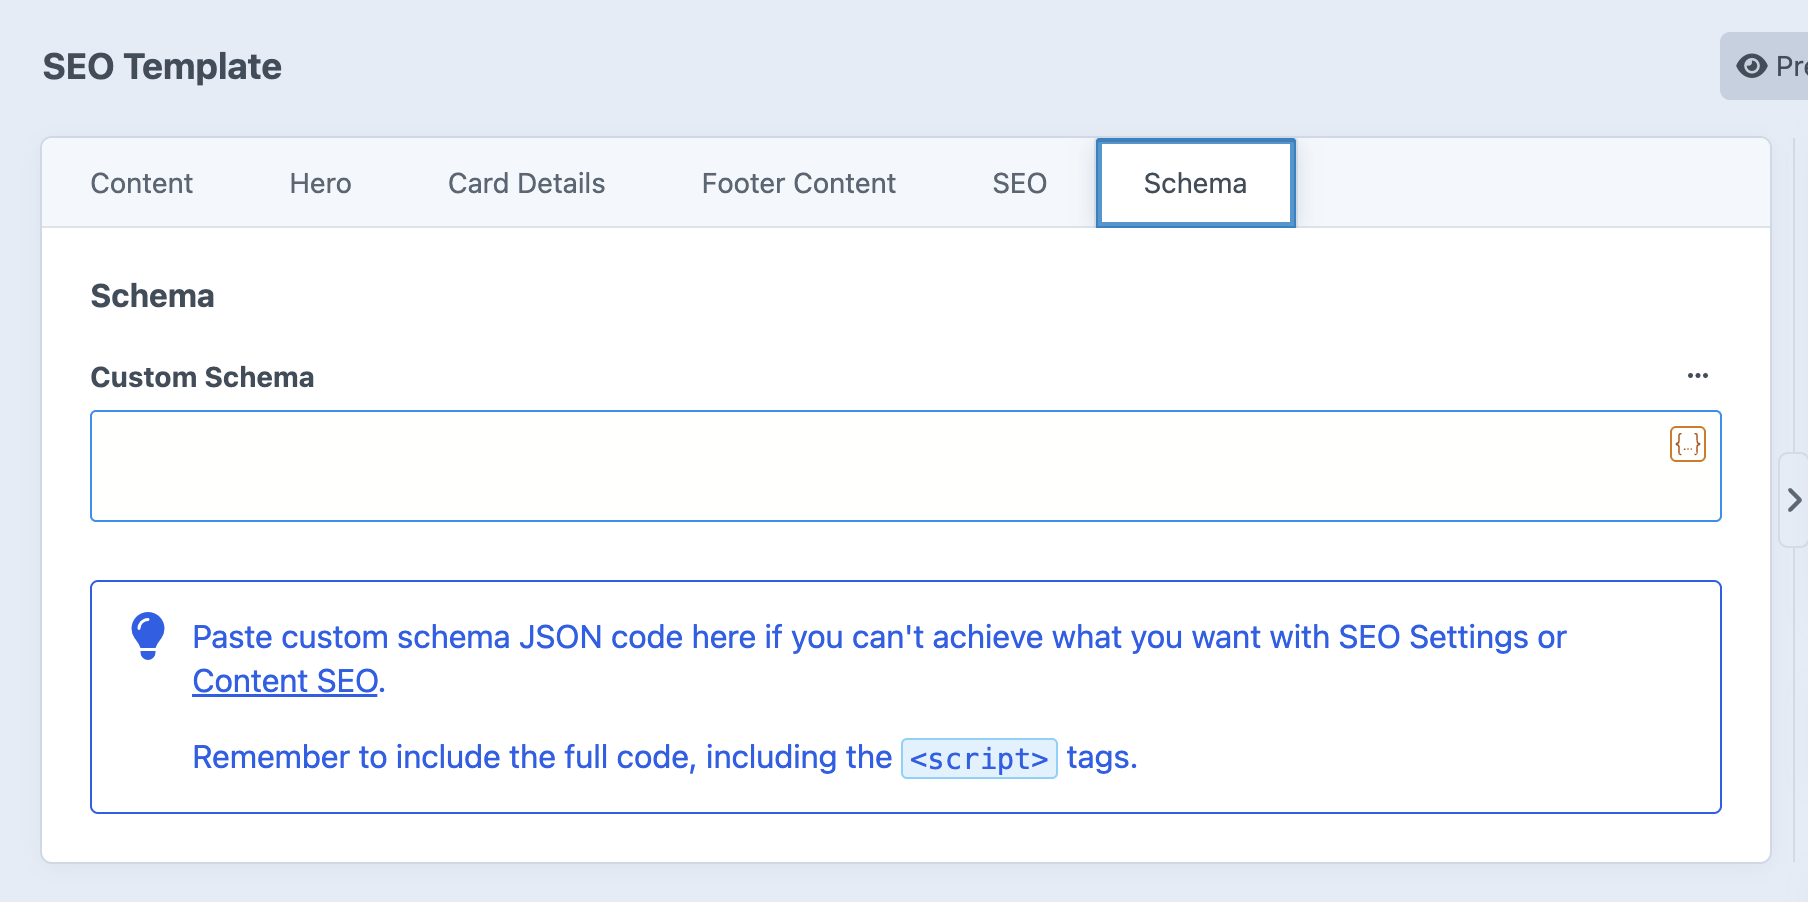 SEO Template
Pre
Content
Hero
Card Details
Footer Content
SEO
Schema
Schema
Custom Schema
{...}
Paste custom schema JSON code here if you can't achieve what you want with SEO Settings or
Content SEO.
Remember to include the full code, including the <script> tags.